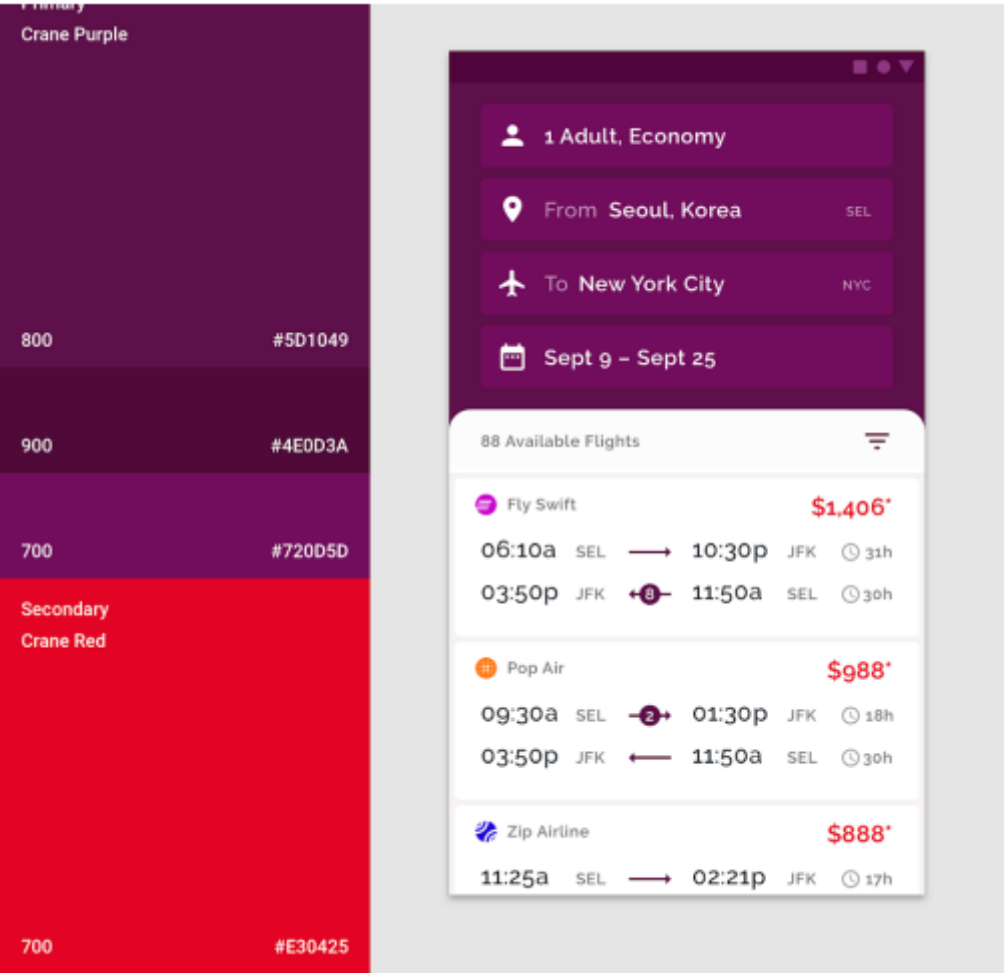 Primary
Crane Purple
800 #5D1049
900 #4E0D3A
700 #720D5D
Secondary
Crane Red
700 #E30425
1 Adult, Economy
From Seoul, Korea SEL
To New York City NYC
Sept 9 – Sept 25
88 Available Flights
Fly Swift $1,406*
06:10a SEL 10:30p JFK 31h
03:50p JFK 8 11:50a SEL 30h
Pop Air $988*
09:30a SEL 2 01:30p JFK 18h
03:50p JFK 11:50a SEL 30h
Zip Airline $888*
11:25a SEL 02:21p JFK 17h